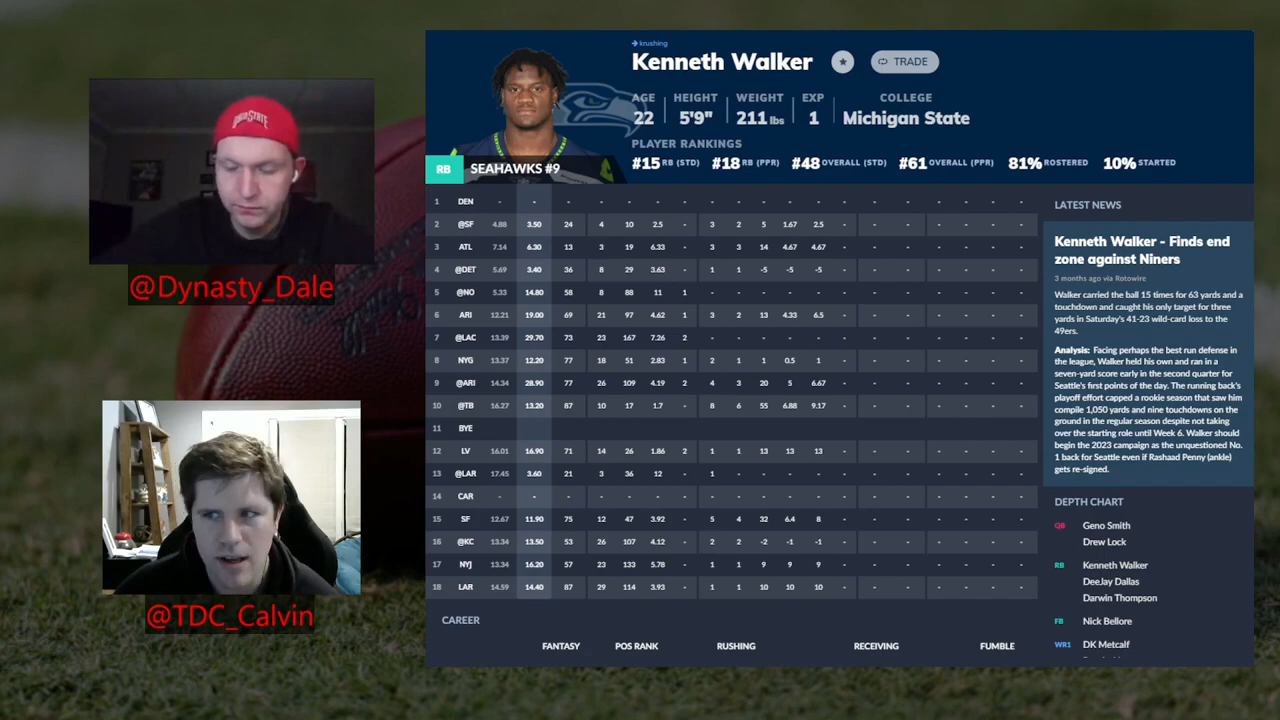 OHIO STATE
@Dynasty_Dale
@TDC_Calvin
krushing
Kenneth Walker
TRADE
AGE HEIGHT WEIGHT EXP COLLEGE
22 5'9" 211 lbs 1 Michigan State
PLAYER RANKINGS
#15 RB (STD) #18 RB (PPR) #48 OVERALL (STD) #61 OVERALL (PPR) 81% ROSTERED 10% STARTED
RB SEAHAWKS #9
1 DEN - - - - - - - - - - - - - - - - - -
2 @SF 4.88 3.50 24 4 10 2.5 - 3 2 5 1.67 2.5 - - - - - -
3 ATL 7.14 6.30 13 3 19 6.33 - 3 3 14 4.67 4.67 - - - - - -
4 @DET 5.69 3.40 36 8 29 3.63 - 1 1 -5 -5 -5 - - - - - -
5 @NO 5.33 14.80 58 8 88 11 1 - - - - - - - - - - -
6 ARI 12.21 19.00 69 21 97 4.62 1 3 2 13 4.33 6.5 - - - - - -
7 @LAC 13.39 29.70 73 23 167 7.26 2 - - - - - - - - - - -
8 NYG 13.37 12.20 77 18 51 2.83 1 2 1 1 0.5 1 - - - - - -
9 @ARI 14.34 28.90 77 26 109 4.19 2 4 3 20 5 6.67 - - - - - -
10 @TB 16.27 13.20 87 10 17 1.7 - 8 6 55 6.88 9.17 - - - - - -
11 BYE
12 LV 16.01 16.90 71 14 26 1.86 2 1 1 13 13 13 - - - - - -
13 @LAR 17.45 3.60 21 3 36 12 - 1 - - - - - - - - - -
14 CAR - - - - - - - - - - - - - - - - - -
15 SF 12.67 11.90 75 12 47 3.92 - 5 4 32 6.4 8 - - - - - -
16 @KC 13.34 13.50 53 26 107 4.12 - 2 2 -2 -1 -1 - - - - - -
17 NYJ 13.34 16.20 57 23 133 5.78 - 1 1 9 9 9 - - - - - -
18 LAR 14.59 14.40 87 29 114 3.93 - 1 1 10 10 10 - - - - - -
CAREER
FANTASY POS RANK RUSHING RECEIVING FUMBLE
LATEST NEWS
Kenneth Walker - Finds end
zone against Niners
3 months ago via Rotowire
Walker carried the ball 15 times for 63 yards and a
touchdown and caught his only target for three
yards in Saturday's 41-23 wild-card loss to the
49ers.
Analysis: Facing perhaps the best run defense in
the league, Walker held his own and ran in a
seven-yard score early in the second quarter for
Seattle's first points of the day. The running back's
playoff effort capped a rookie season that saw him
compile 1,050 yards and nine touchdowns on the
ground in the regular season despite not taking
over the starting role until Week 6. Walker should
begin the 2023 campaign as the unquestioned No.
1 back for Seattle even if Rashaad Penny (ankle)
gets re-signed.
DEPTH CHART
QB Geno Smith
Drew Lock
RB Kenneth Walker
DeeJay Dallas
Darwin Thompson
FB Nick Bellore
WR1 DK Metcalf